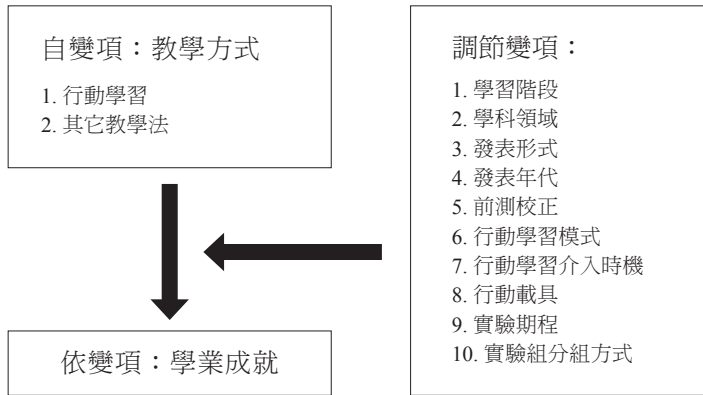 自變項：教學方式
1. 行動學習
2. 其它教學法
調節變項：
1. 學習階段
2. 學科領域
3. 發表形式
4. 發表年代
5. 前測校正
6. 行動學習模式
7. 行動學習介入時機
8. 行動載具
9. 實驗期程
10. 實驗組分組方式
依變項：學業成就